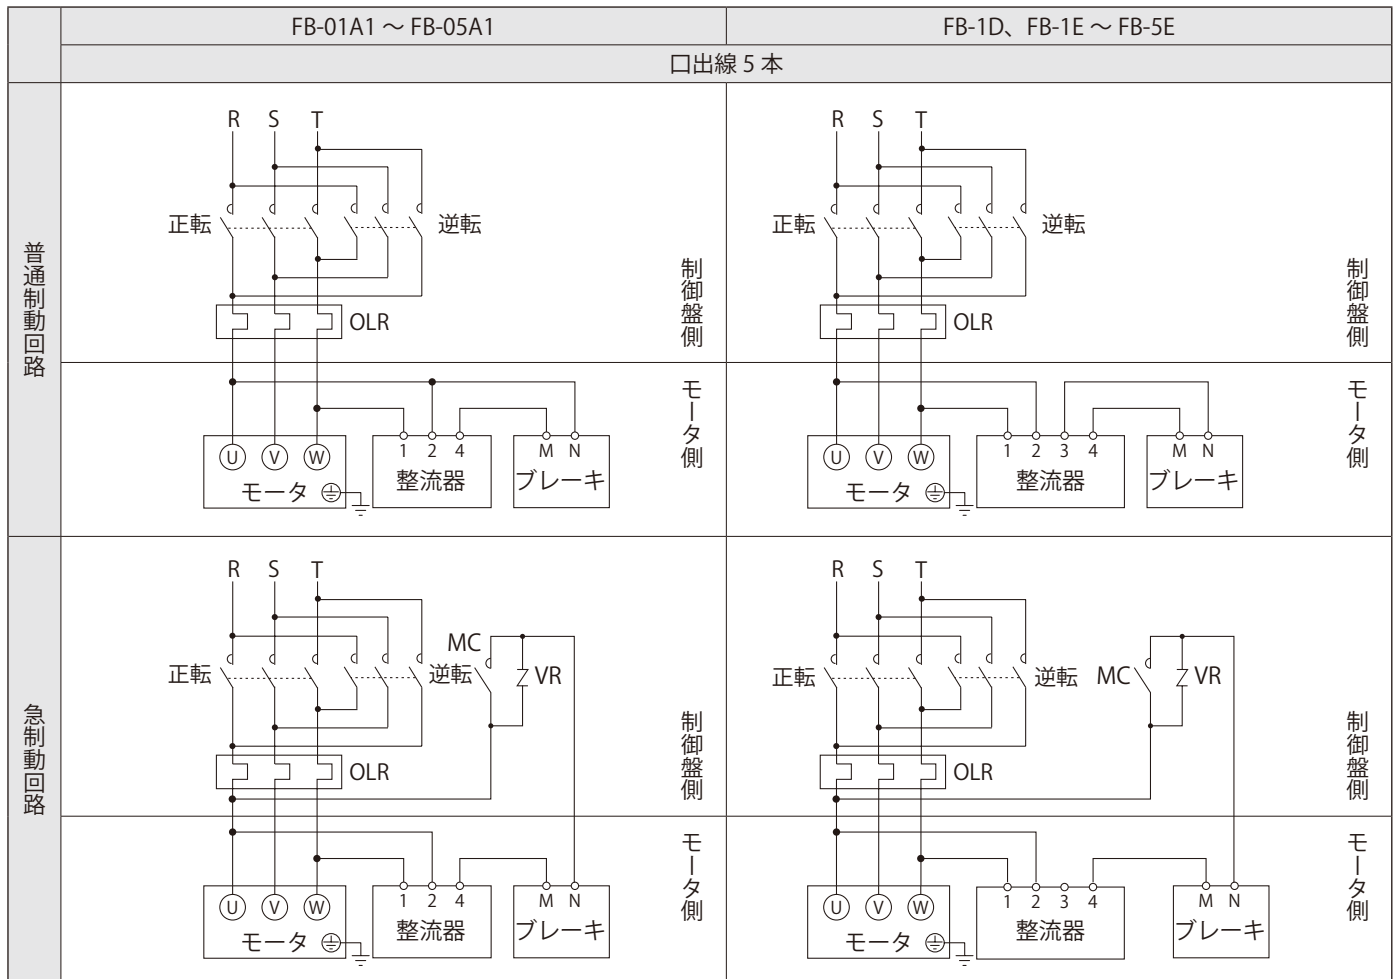 FB-01A1 ～ FB-05A1
FB-1D、FB-1E ～ FB-5E
口出線 5 本
普通制動回路
R S T
正転
逆転
OLR
制御盤側
モータ側
U V W
モータ
1 2 4
整流器
M N
ブレーキ
R S T
正転
逆転
OLR
制御盤側
モータ側
U V W
モータ
1 2 3 4
整流器
M N
ブレーキ
急制動回路
R S T
正転
逆転
MC
VR
OLR
制御盤側
モータ側
U V W
モータ
1 2 4
整流器
M N
ブレーキ
R S T
正転
逆転
MC
VR
OLR
制御盤側
モータ側
U V W
モータ
1 2 3 4
整流器
M N
ブレーキ